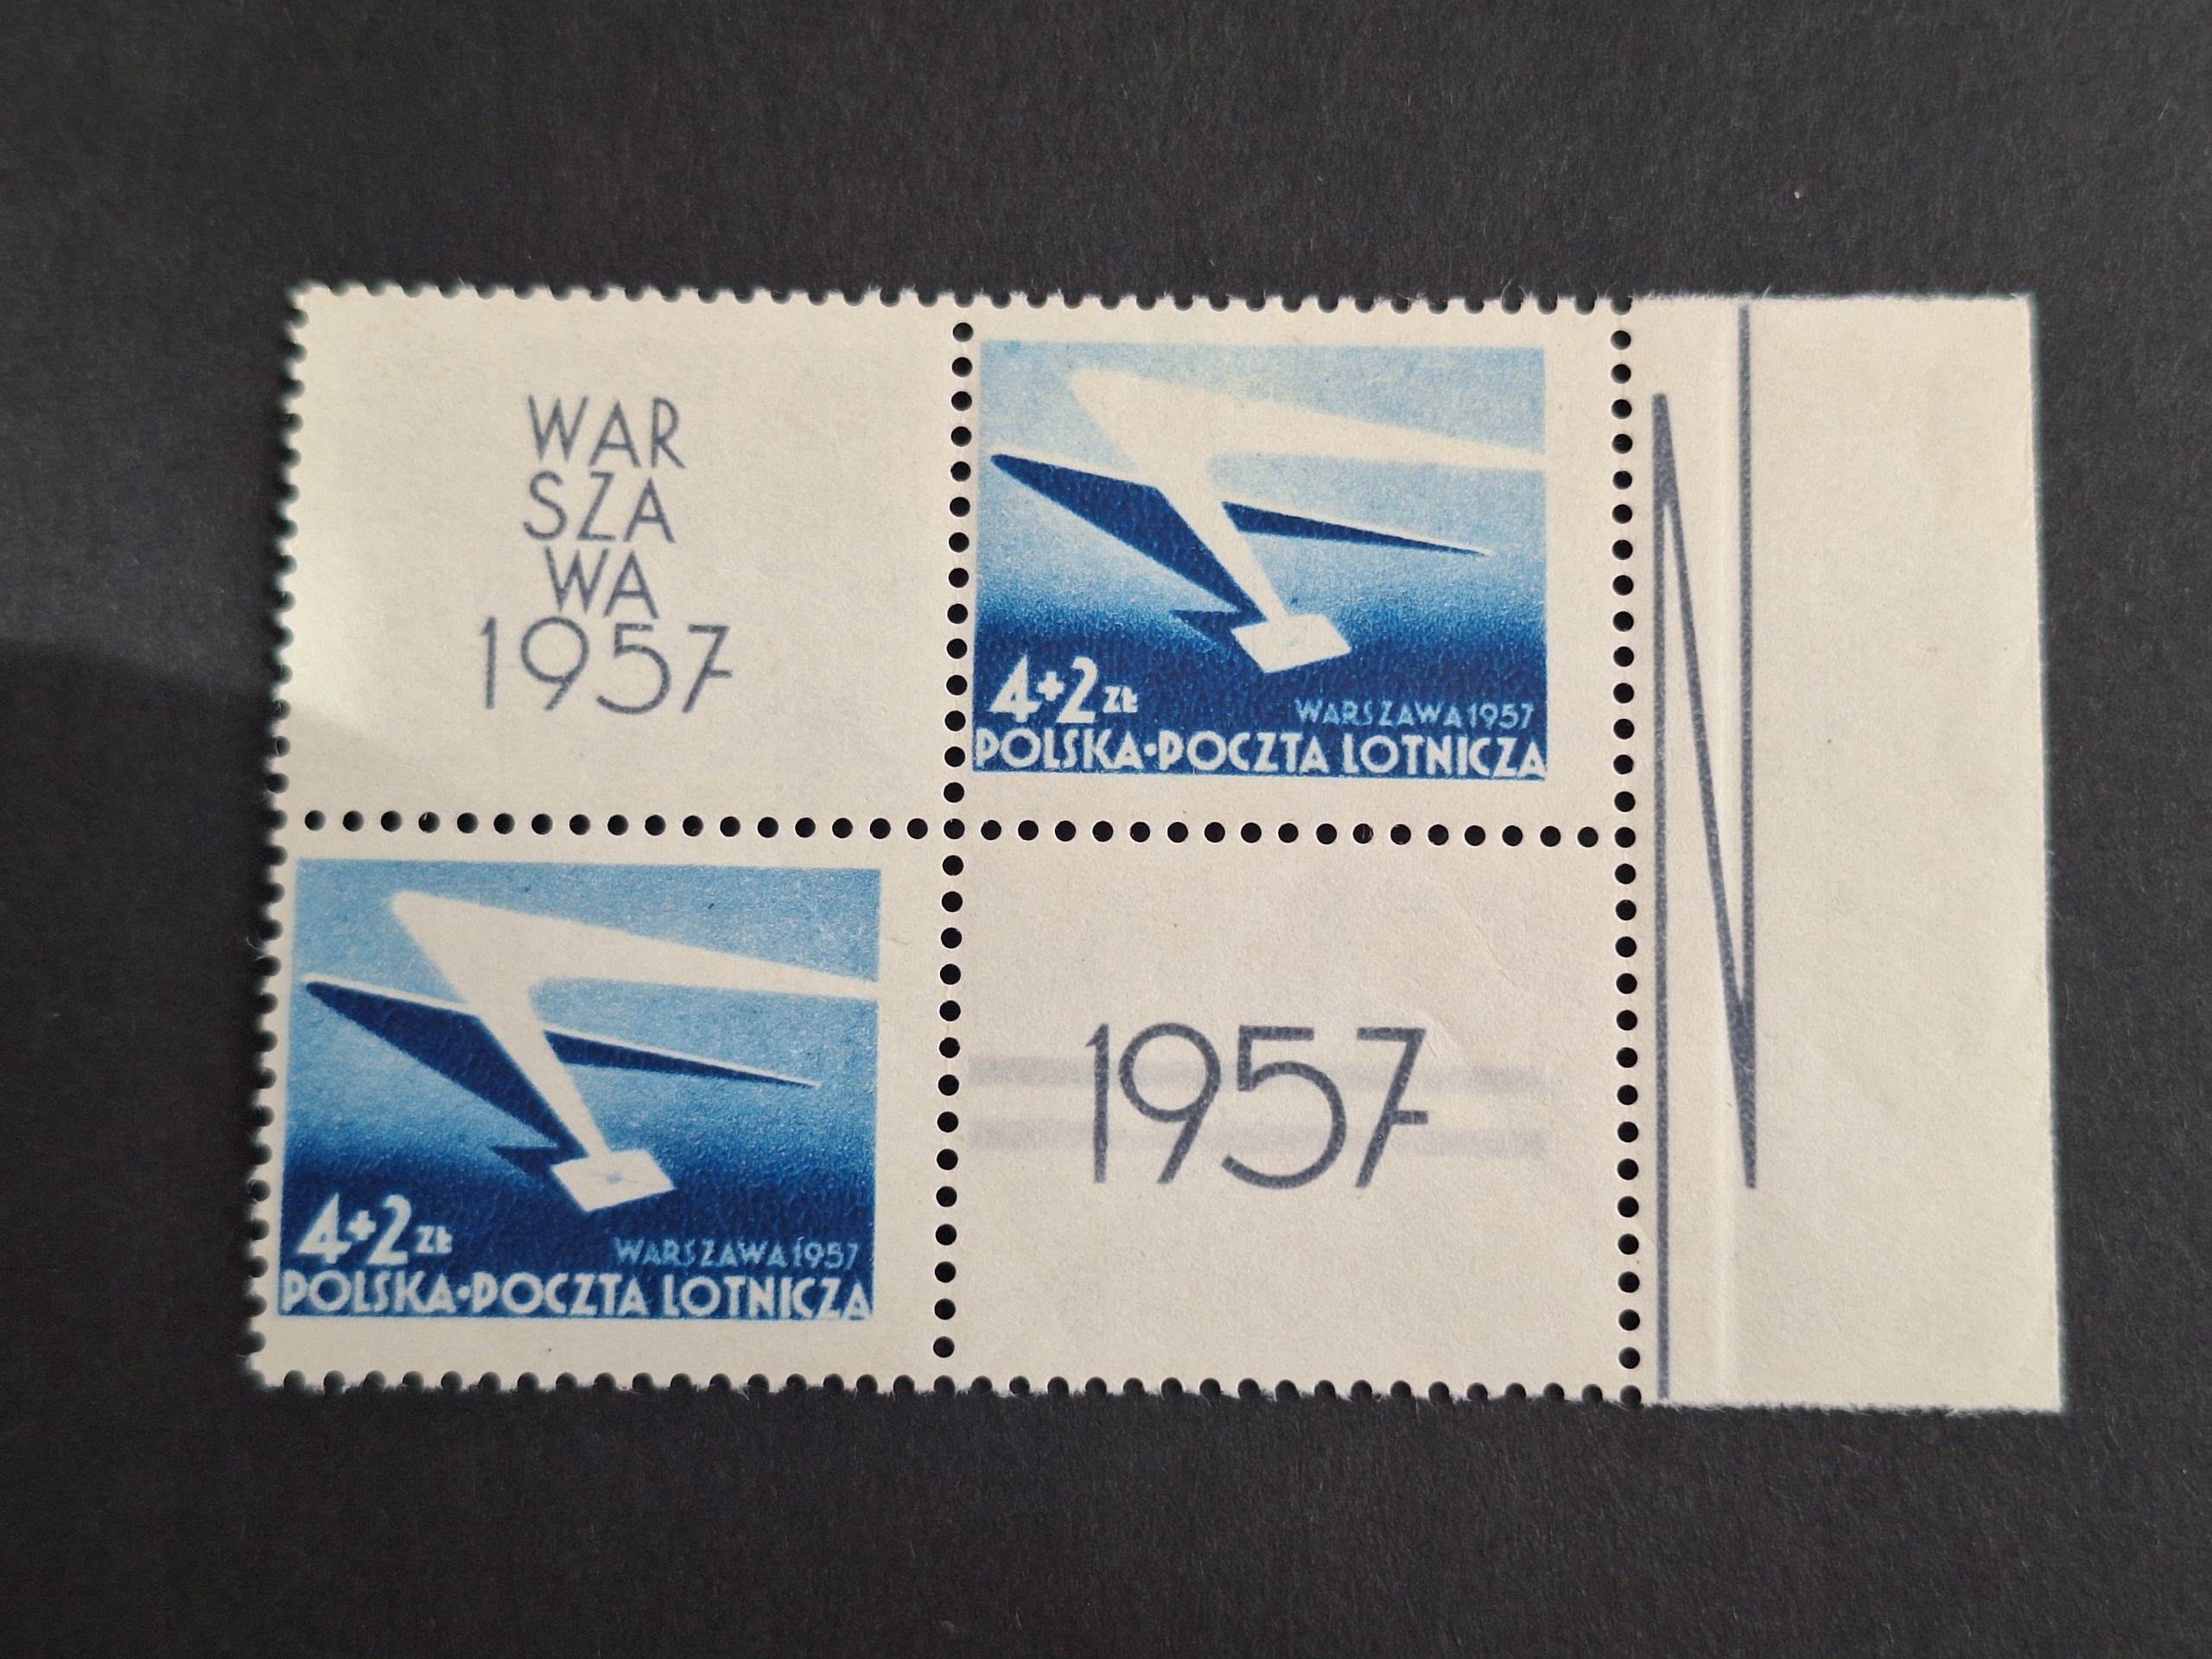 WAR
SZA
WA
1957
4+2 ZŁ
WARSZAWA 1957
POLSKA·POCZTA LOTNICZA
4+2 ZŁ
WARSZAWA 1957
POLSKA·POCZTA LOTNICZA
1957
N